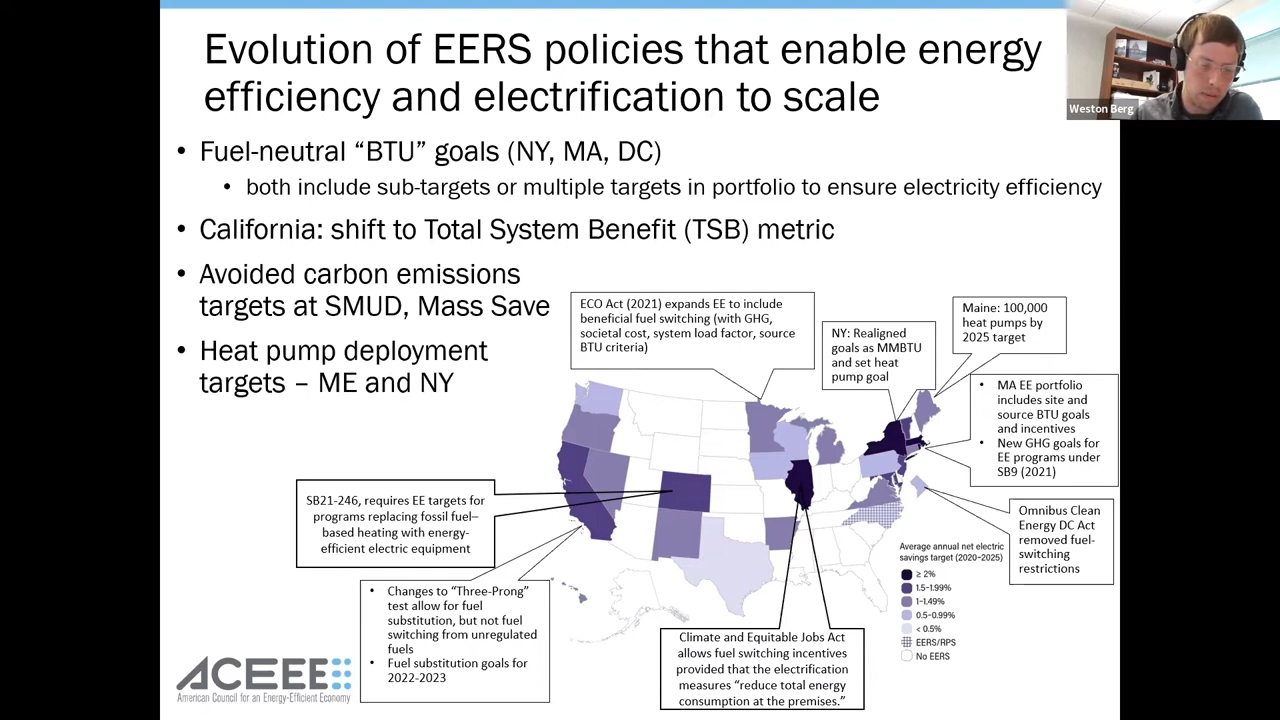 Evolution of EERS policies that enable energy
efficiency and electrification to scale
Weston Berg
• Fuel-neutral “BTU” goals (NY, MA, DC)
• both include sub-targets or multiple targets in portfolio to ensure electricity efficiency
• California: shift to Total System Benefit (TSB) metric
• Avoided carbon emissions
targets at SMUD, Mass Save
• Heat pump deployment
targets – ME and NY
ECO Act (2021) expands EE to include
beneficial fuel switching (with GHG,
societal cost, system load factor, source
BTU criteria)
NY: Realigned
goals as MMBTU
and set heat
pump goal
Maine: 100,000
heat pumps by
2025 target
• MA EE portfolio
includes site and
source BTU goals
and incentives
• New GHG goals for
EE programs under
SB9 (2021)
SB21-246, requires EE targets for
programs replacing fossil fuel–
based heating with energy-
efficient electric equipment
Omnibus Clean
Energy DC Act
removed fuel-
switching
restrictions
• Changes to “Three-Prong”
test allow for fuel
substitution, but not fuel
switching from unregulated
fuels
• Fuel substitution goals for
2022-2023
Climate and Equitable Jobs Act
allows fuel switching incentives
provided that the electrification
measures “reduce total energy
consumption at the premises.”
Average annual net electric
savings target (2020–2025)
≥ 2%
1.5–1.99%
1–1.49%
0.5–0.99%
< 0.5%
EERS/RPS
No EERS
ACEEE
American Council for an Energy-Efficient Economy